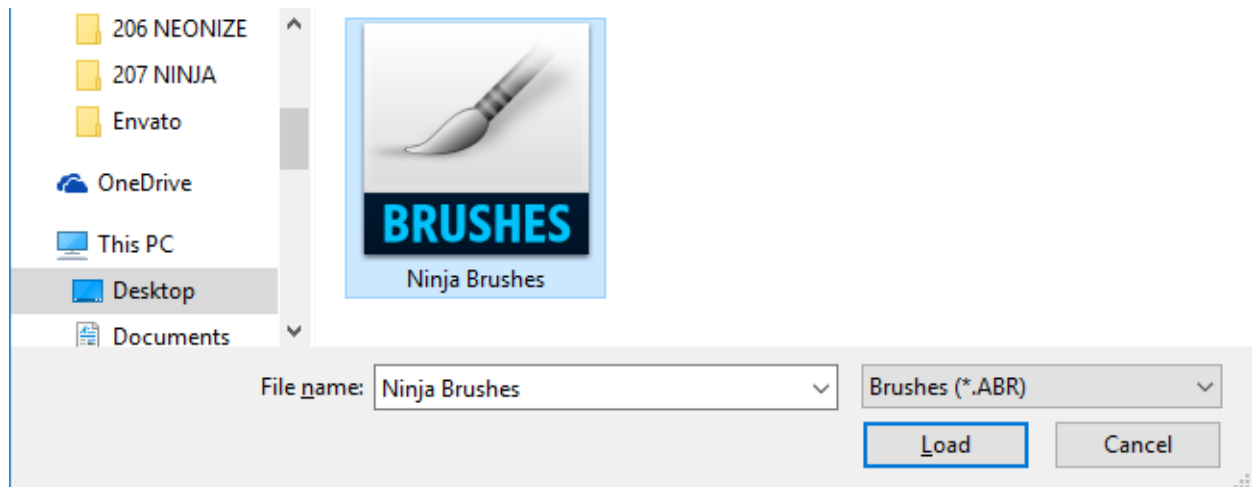 206 NEONIZE
207 NINJA
Envato
OneDrive
This PC
Desktop
Documents
BRUSHES
Ninja Brushes
File name: Ninja Brushes
Brushes (*.ABR)
Load
Cancel